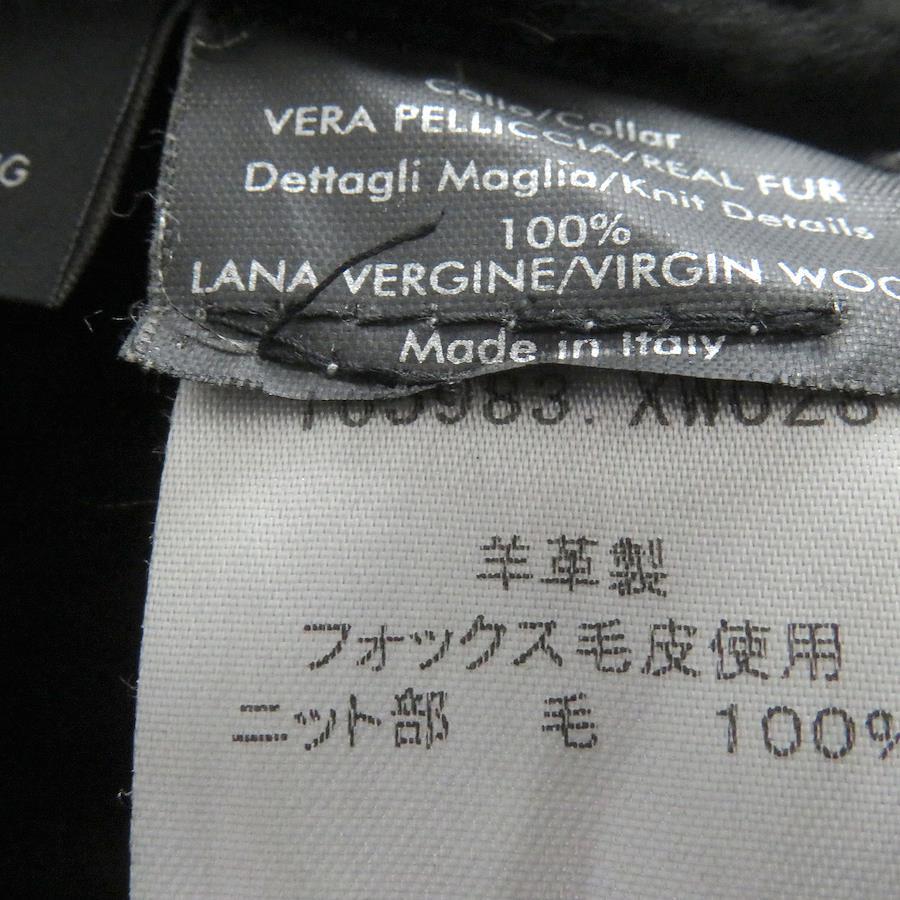 G
Collo/Collar
VERA PELLICCIA/REAL FUR
Dettagli Maglia/Knit Details
100%
LANA VERGINE/VIRGIN WOO
Made in Italy
羊革製
フォックス毛皮使用
ニット部 毛 100%